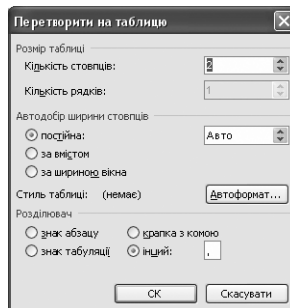 Перетворити на таблицю
Розмір таблиці
Кількість стовпців: 2
Кількість рядків: 1
Автодобір ширини стовпців
постійна: Авто
за вмістом
за шириною вікна
Стиль таблиці: (немає) Автоформат...
Розділювач
знак абзацу крапка з комою
знак табуляції інший: ,
ОК Скасувати